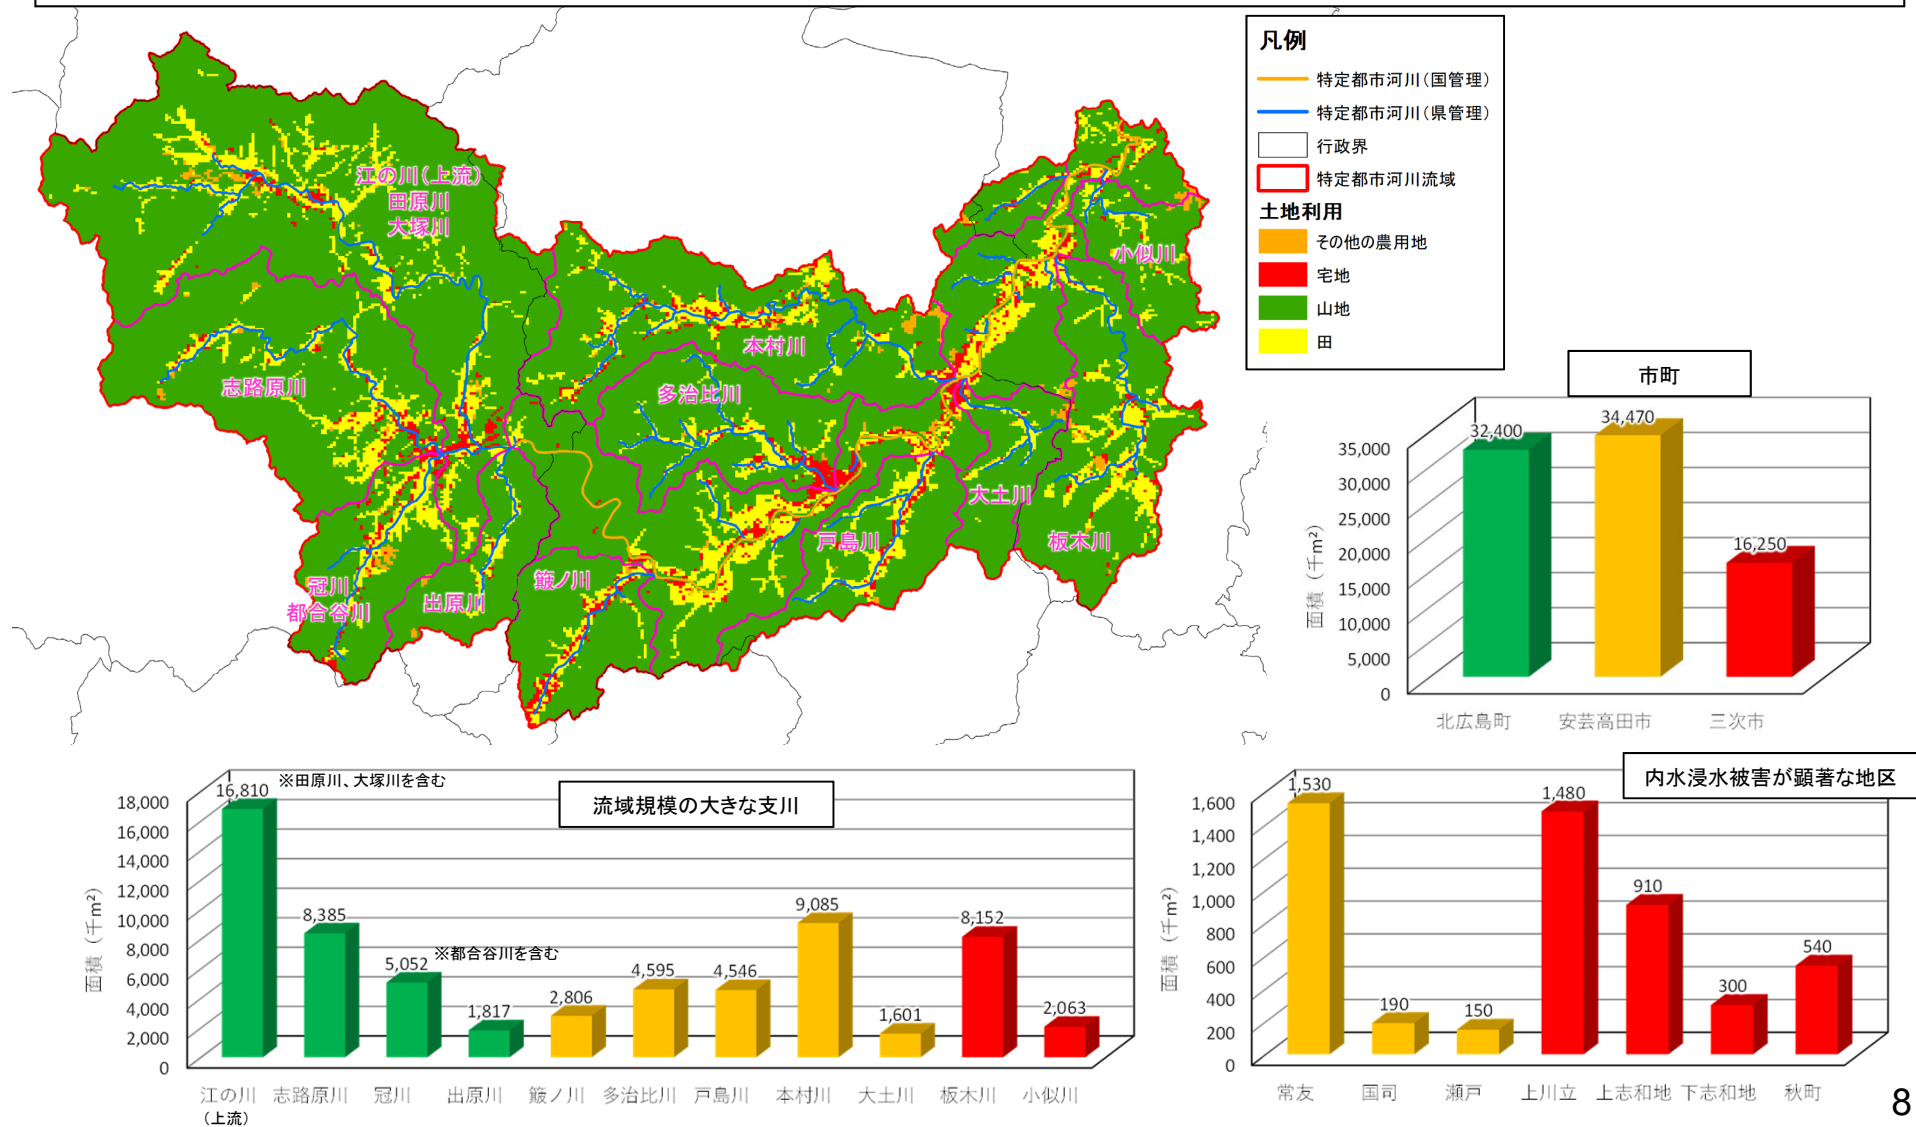 凡例
特定都市河川（国管理）
特定都市河川（県管理）
行政界
特定都市河川流域
土地利用
その他の農用地
宅地
山地
田
江の川（上流）
田原川
大塚川
小似川
本村川
志路原川
多治比川
大土川
戸島川
板木川
冠川
都合谷川
出原川
簸ノ川
市町
面積（千m²）
35,000
30,000
25,000
20,000
15,000
10,000
5,000
0
32,400
34,470
16,250
北広島町
安芸高田市
三次市
流域規模の大きな支川
※田原川、大塚川を含む
※都合谷川を含む
面積（千m²）
18,000
16,000
14,000
12,000
10,000
8,000
6,000
4,000
2,000
0
16,810
8,385
5,052
1,817
2,806
4,595
4,546
9,085
1,601
8,152
2,063
江の川
（上流）
志路原川
冠川
出原川
簸ノ川
多治比川
戸島川
本村川
大土川
板木川
小似川
内水浸水被害が顕著な地区
面積（千m²）
1,600
1,400
1,200
1,000
800
600
400
200
0
1,530
190
150
1,480
910
300
540
常友
国司
瀬戸
上川立
上志和地
下志和地
秋町
8